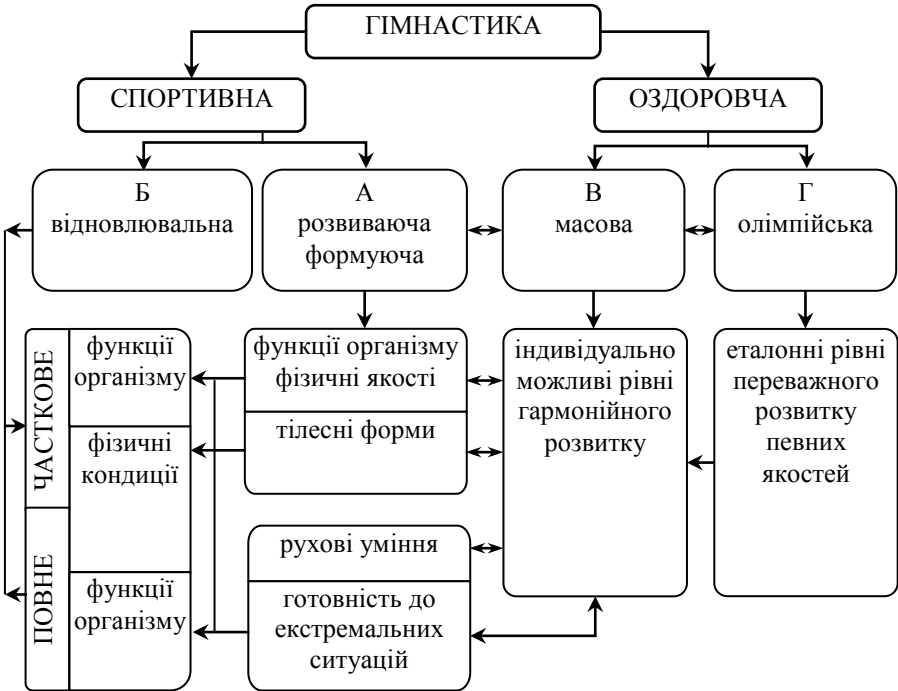 ГІМНАСТИКА
СПОРТИВНА
ОЗДОРОВЧА
Б
відновлювальна
А
розвиваюча
формуюча
В
масова
Г
олімпійська
ЧАСТКОВЕ
ПОВНЕ
функції
організму
фізичні
кондиції
функції
організму
функції організму
фізичні якості
тілесні форми
рухові уміння
готовність до
екстремальних
ситуацій
індивідуально
можливі рівні
гармонійного
розвитку
еталонні рівні
переважного
розвитку
певних
якостей